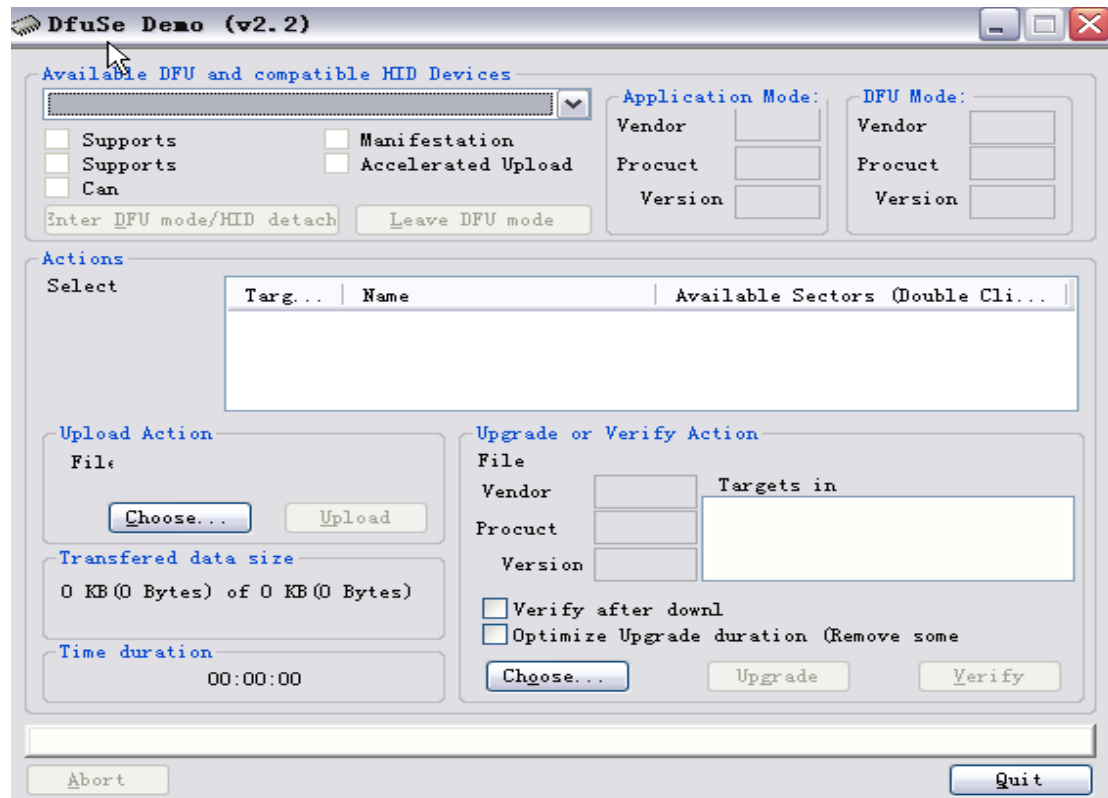 DfuSe Demo (v2.2)
Available DFU and compatible HID Devices
Supports
Manifestation
Supports
Accelerated Upload
Can
Enter DFU mode/HID detach
Leave DFU mode
Application Mode:
Vendor
Procuct
Version
DFU Mode:
Vendor
Procuct
Version
Actions
Select
Targ...
Name
Available Sectors (Double Cli...
Upload Action
File
Choose...
Upload
Transfered data size
0 KB(0 Bytes) of 0 KB(0 Bytes)
Time duration
00:00:00
Upgrade or Verify Action
File
Vendor
Procuct
Version
Targets in
Verify after downl
Optimize Upgrade duration (Remove some
Choose...
Upgrade
Verify
Abort
Quit